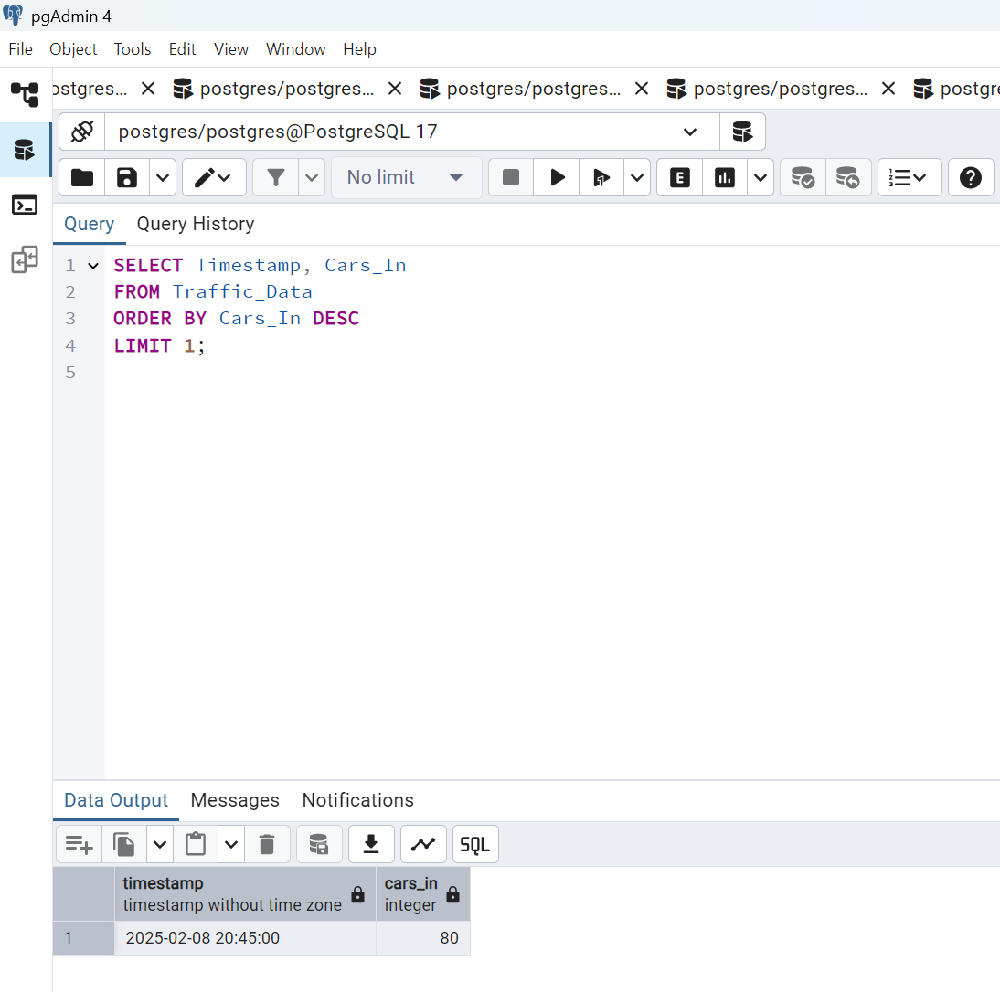 pgAdmin 4
File Object Tools Edit View Window Help
ostgres... postgres/postgres... postgres/postgres... postgres/postgres... postgre
postgres/postgres@PostgreSQL 17
No limit E
Query Query History
1 SELECT Timestamp, Cars_In
2 FROM Traffic_Data
3 ORDER BY Cars_In DESC
4 LIMIT 1;
5
Data Output Messages Notifications
SQL
timestamp cars_in
timestamp without time zone integer
1 2025-02-08 20:45:00 80